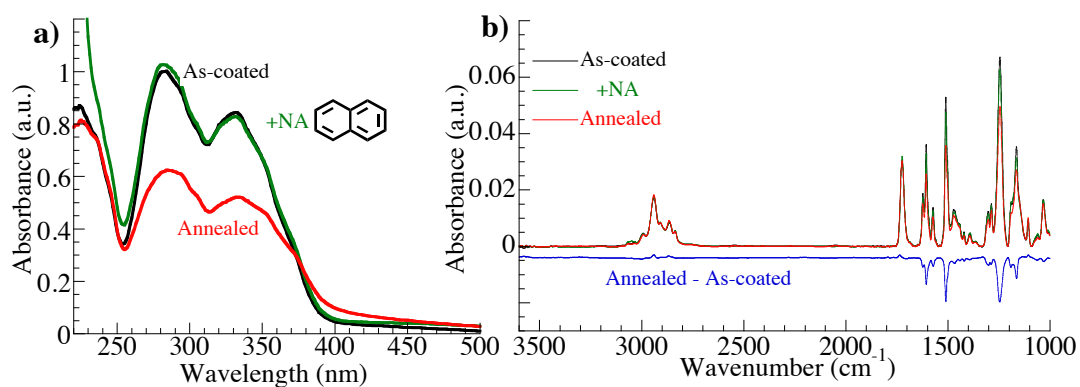 a)
As-coated
+NA
Annealed
Absorbance (a.u.)
1
0.8
0.6
0.4
0.2
0
250 300 350 400 450 500
Wavelength (nm)
b)
As-coated
+NA
Annealed
Absorbance (a.u.)
0.06
0.04
0.02
0
Annealed - As-coated
3600 3000 2000 1500 1000
Wavenumber (cm-1)